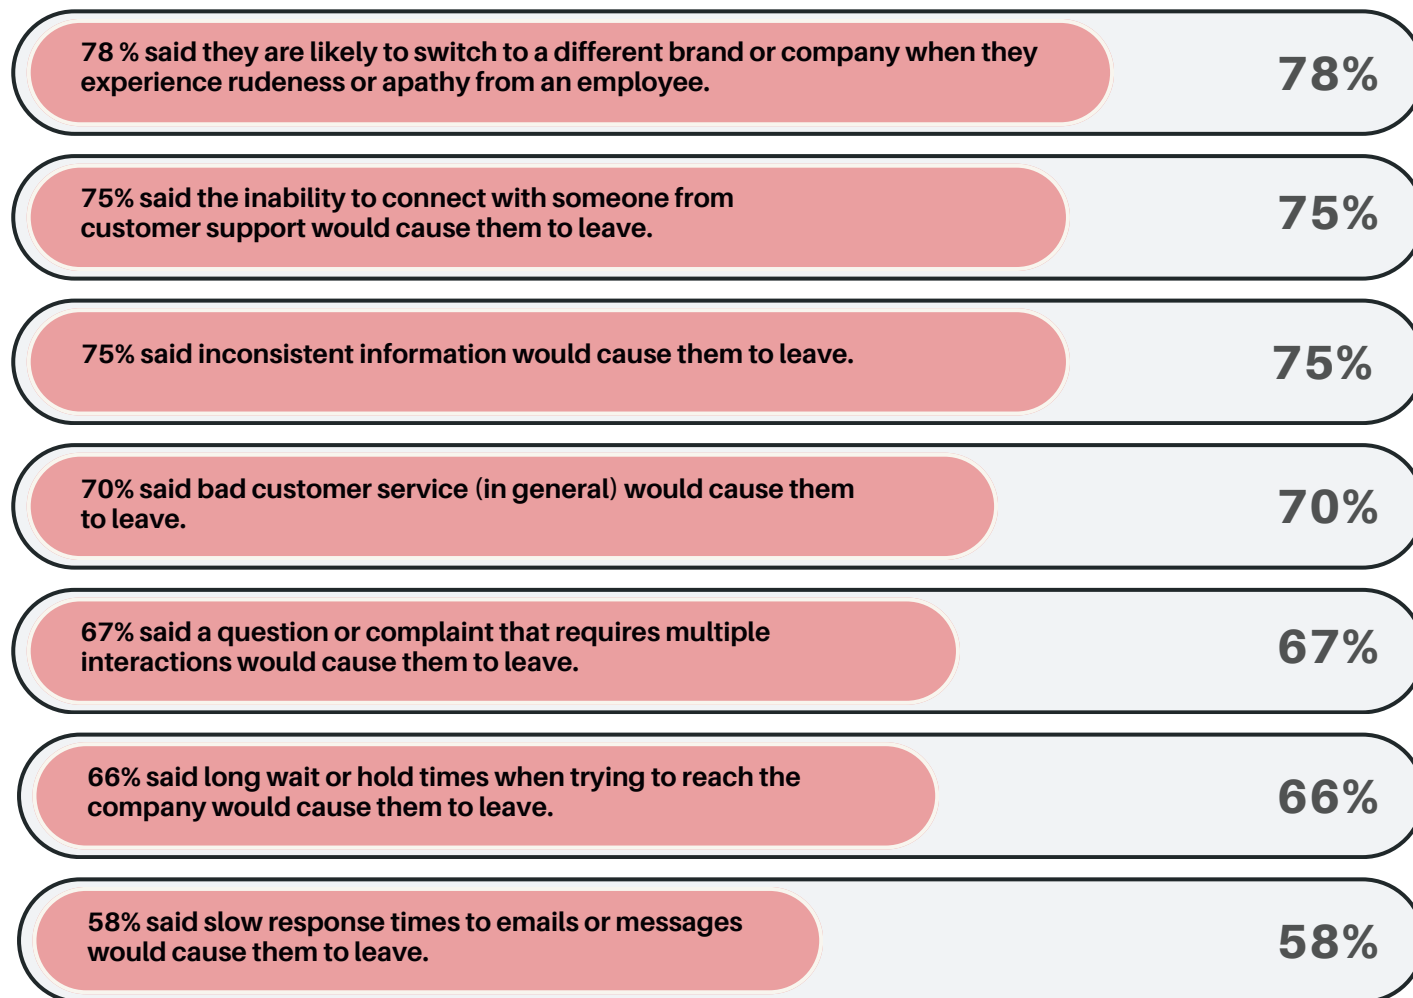 78 % said they are likely to switch to a different brand or company when they
experience rudeness or apathy from an employee.
78%
75% said the inability to connect with someone from
customer support would cause them to leave.
75%
75% said inconsistent information would cause them to leave.
75%
70% said bad customer service (in general) would cause them
to leave.
70%
67% said a question or complaint that requires multiple
interactions would cause them to leave.
67%
66% said long wait or hold times when trying to reach the
company would cause them to leave.
66%
58% said slow response times to emails or messages
would cause them to leave.
58%